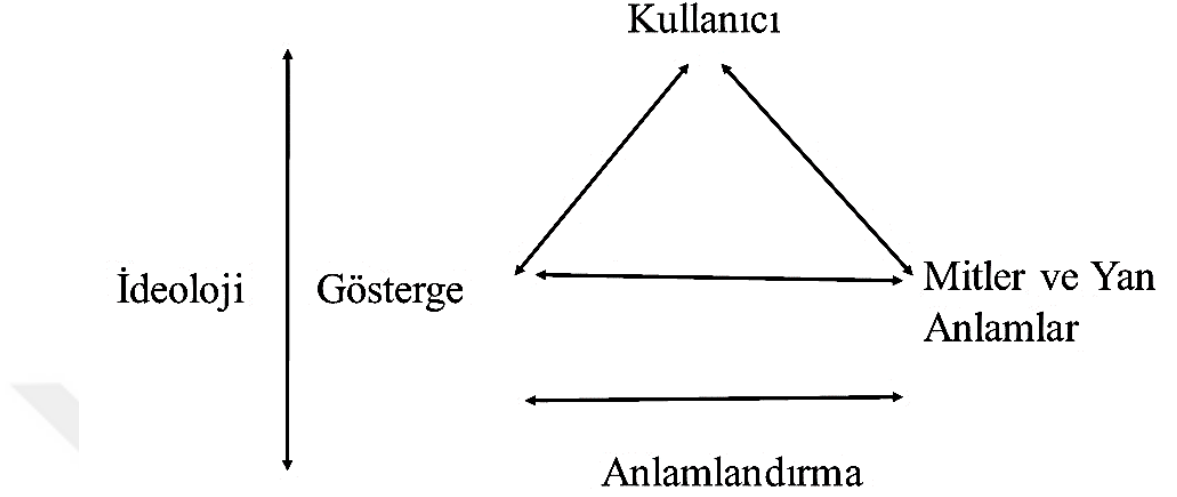 Kullanıcı
İdeoloji
Gösterge
Mitler ve Yan
Anlamlar
Anlamlandırma